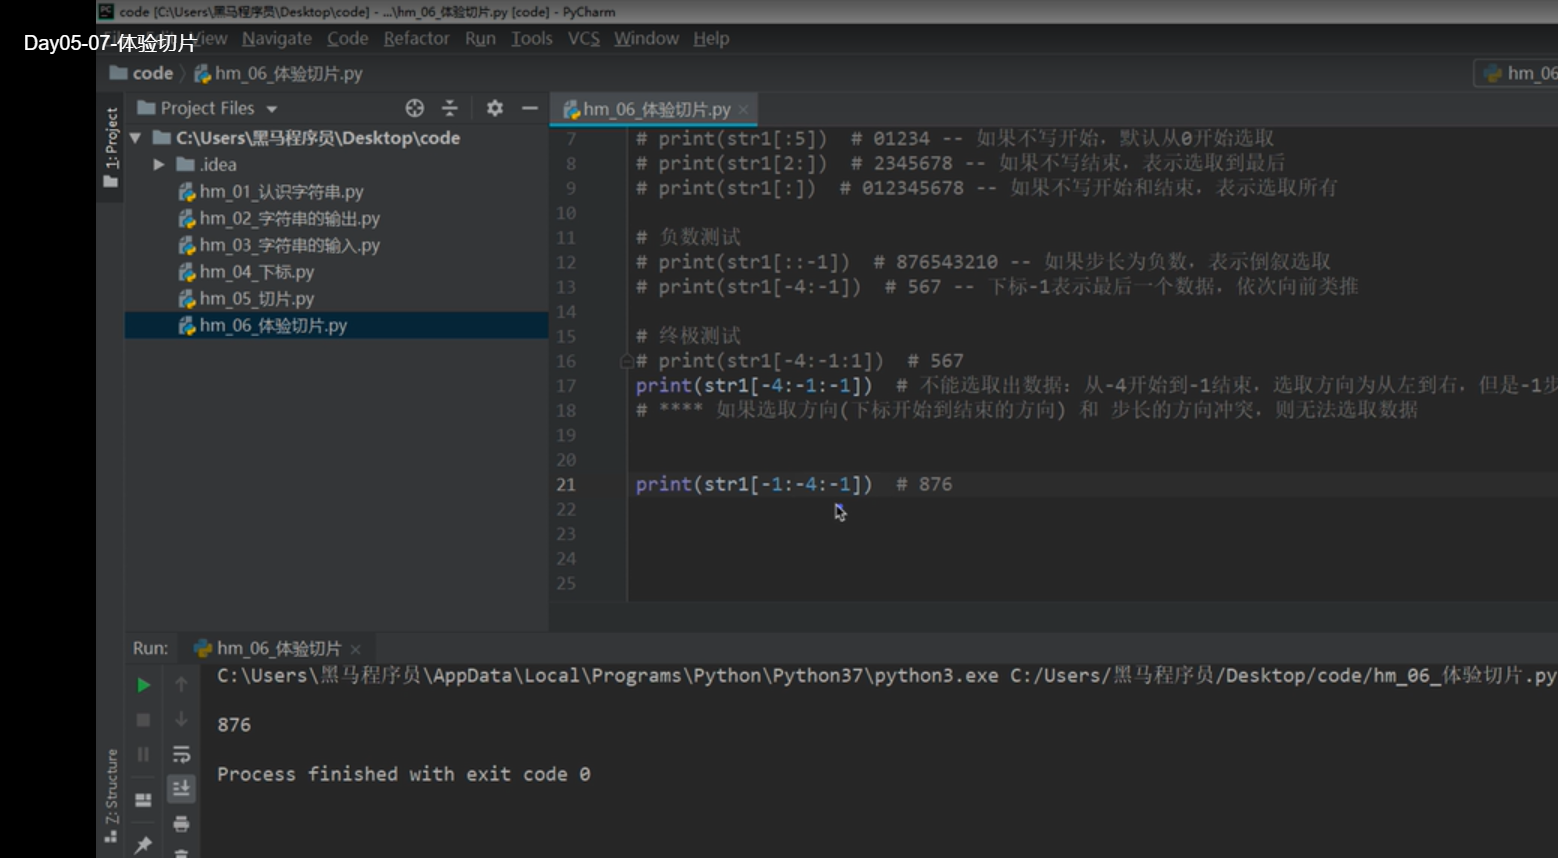 code [C:\Users\黑马程序员\Desktop\code] - ...\hm_06_体验切片.py [code] - PyCharm
Day05-07-体验切片
View Navigate Code Refactor Run Tools VCS Window Help
code hm_06_体验切片.py
hm_06
Project Files
hm_06_体验切片.py
1: Project
C:\Users\黑马程序员\Desktop\code
.idea
hm_01_认识字符串.py
hm_02_字符串的输出.py
hm_03_字符串的输入.py
hm_04_下标.py
hm_05_切片.py
hm_06_体验切片.py
7 # print(str1[:5]) # 01234 -- 如果不写开始，默认从0开始选取
8 # print(str1[2:]) # 2345678 -- 如果不写结束，表示选取到最后
9 # print(str1[:]) # 012345678 -- 如果不写开始和结束，表示选取所有
10
11 # 负数测试
12 # print(str1[::-1]) # 876543210 -- 如果步长为负数，表示倒叙选取
13 # print(str1[-4:-1]) # 567 -- 下标-1表示最后一个数据，依次向前类推
14
15 # 终极测试
16 # print(str1[-4:-1:1]) # 567
17 print(str1[-4:-1:-1]) # 不能选取出数据：从-4开始到-1结束，选取方向为从左到右，但是-1步
18 # **** 如果选取方向(下标开始到结束的方向) 和 步长的方向冲突，则无法选取数据
19
20
21 print(str1[-1:-4:-1]) # 876
22
23
24
25
Run: hm_06_体验切片
C:\Users\黑马程序员\AppData\Local\Programs\Python\Python37\python3.exe C:/Users/黑马程序员/Desktop/code/hm_06_体验切片.py
876
Process finished with exit code 0
Z: Structure